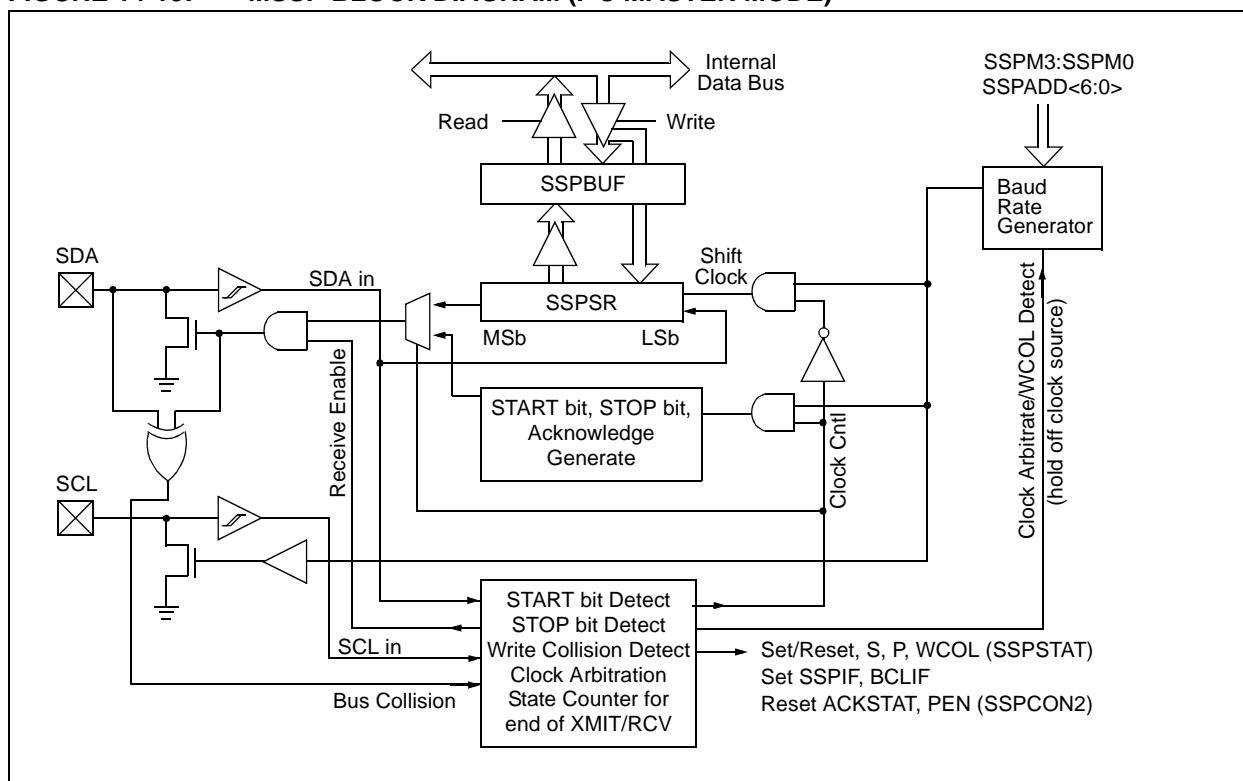 Internal
Data Bus
SSPM3:SSPM0
SSPADD<6:0>
Read
Write
SSPBUF
Baud
Rate
Generator
SDA
SDA in
Shift
Clock
SSPSR
MSb
LSb
Receive Enable
START bit, STOP bit,
Acknowledge
Generate
Clock Cntl
Clock Arbitrate/WCOL Detect
(hold off clock source)
SCL
START bit Detect
STOP bit Detect
SCL in
Write Collision Detect
Clock Arbitration
State Counter for
end of XMIT/RCV
Bus Collision
Set/Reset, S, P, WCOL (SSPSTAT)
Set SSPIF, BCLIF
Reset ACKSTAT, PEN (SSPCON2)